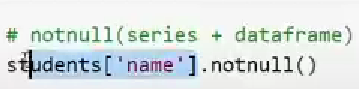 # notnull(series + dataframe)
students['name'].notnull()